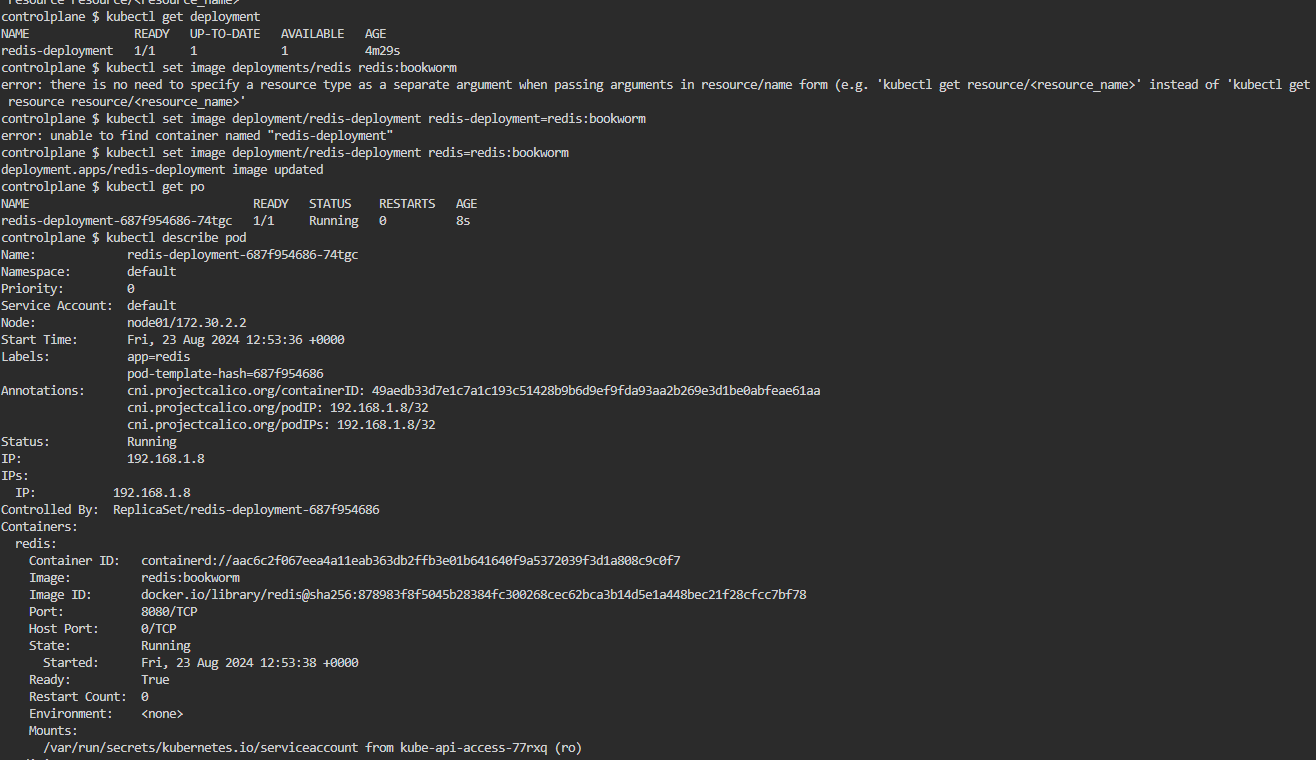 resource resource/<resource_name>'
controlplane $ kubectl get deployment
NAME               READY   UP-TO-DATE   AVAILABLE   AGE
redis-deployment   1/1     1            1           4m29s
controlplane $ kubectl set image deployments/redis redis:bookworm
error: there is no need to specify a resource type as a separate argument when passing arguments in resource/name form (e.g. 'kubectl get resource/<resource_name>' instead of 'kubectl get
 resource resource/<resource_name>'
controlplane $ kubectl set image deployment/redis-deployment redis-deployment=redis:bookworm
error: unable to find container named "redis-deployment"
controlplane $ kubectl set image deployment/redis-deployment redis=redis:bookworm
deployment.apps/redis-deployment image updated
controlplane $ kubectl get po
NAME                                READY   STATUS    RESTARTS   AGE
redis-deployment-687f954686-74tgc   1/1     Running   0          8s
controlplane $ kubectl describe pod
Name:             redis-deployment-687f954686-74tgc
Namespace:        default
Priority:         0
Service Account:  default
Node:             node01/172.30.2.2
Start Time:       Fri, 23 Aug 2024 12:53:36 +0000
Labels:           app=redis
                  pod-template-hash=687f954686
Annotations:      cni.projectcalico.org/containerID: 49aedb33d7e1c7a1c193c51428b9b6d9ef9fda93aa2b269e3d1be0abfeae61aa
                  cni.projectcalico.org/podIP: 192.168.1.8/32
                  cni.projectcalico.org/podIPs: 192.168.1.8/32
Status:           Running
IP:               192.168.1.8
IPs:
  IP:           192.168.1.8
Controlled By:  ReplicaSet/redis-deployment-687f954686
Containers:
  redis:
    Container ID:   containerd://aac6c2f067eea4a11eab363db2ffb3e01b641640f9a5372039f3d1a808c9c0f7
    Image:          redis:bookworm
    Image ID:       docker.io/library/redis@sha256:878983f8f5045b28384fc300268cec62bca3b14d5e1a448bec21f28cfcc7bf78
    Port:           8080/TCP
    Host Port:      0/TCP
    State:          Running
      Started:      Fri, 23 Aug 2024 12:53:38 +0000
    Ready:          True
    Restart Count:  0
    Environment:    <none>
    Mounts:
      /var/run/secrets/kubernetes.io/serviceaccount from kube-api-access-77rxq (ro)